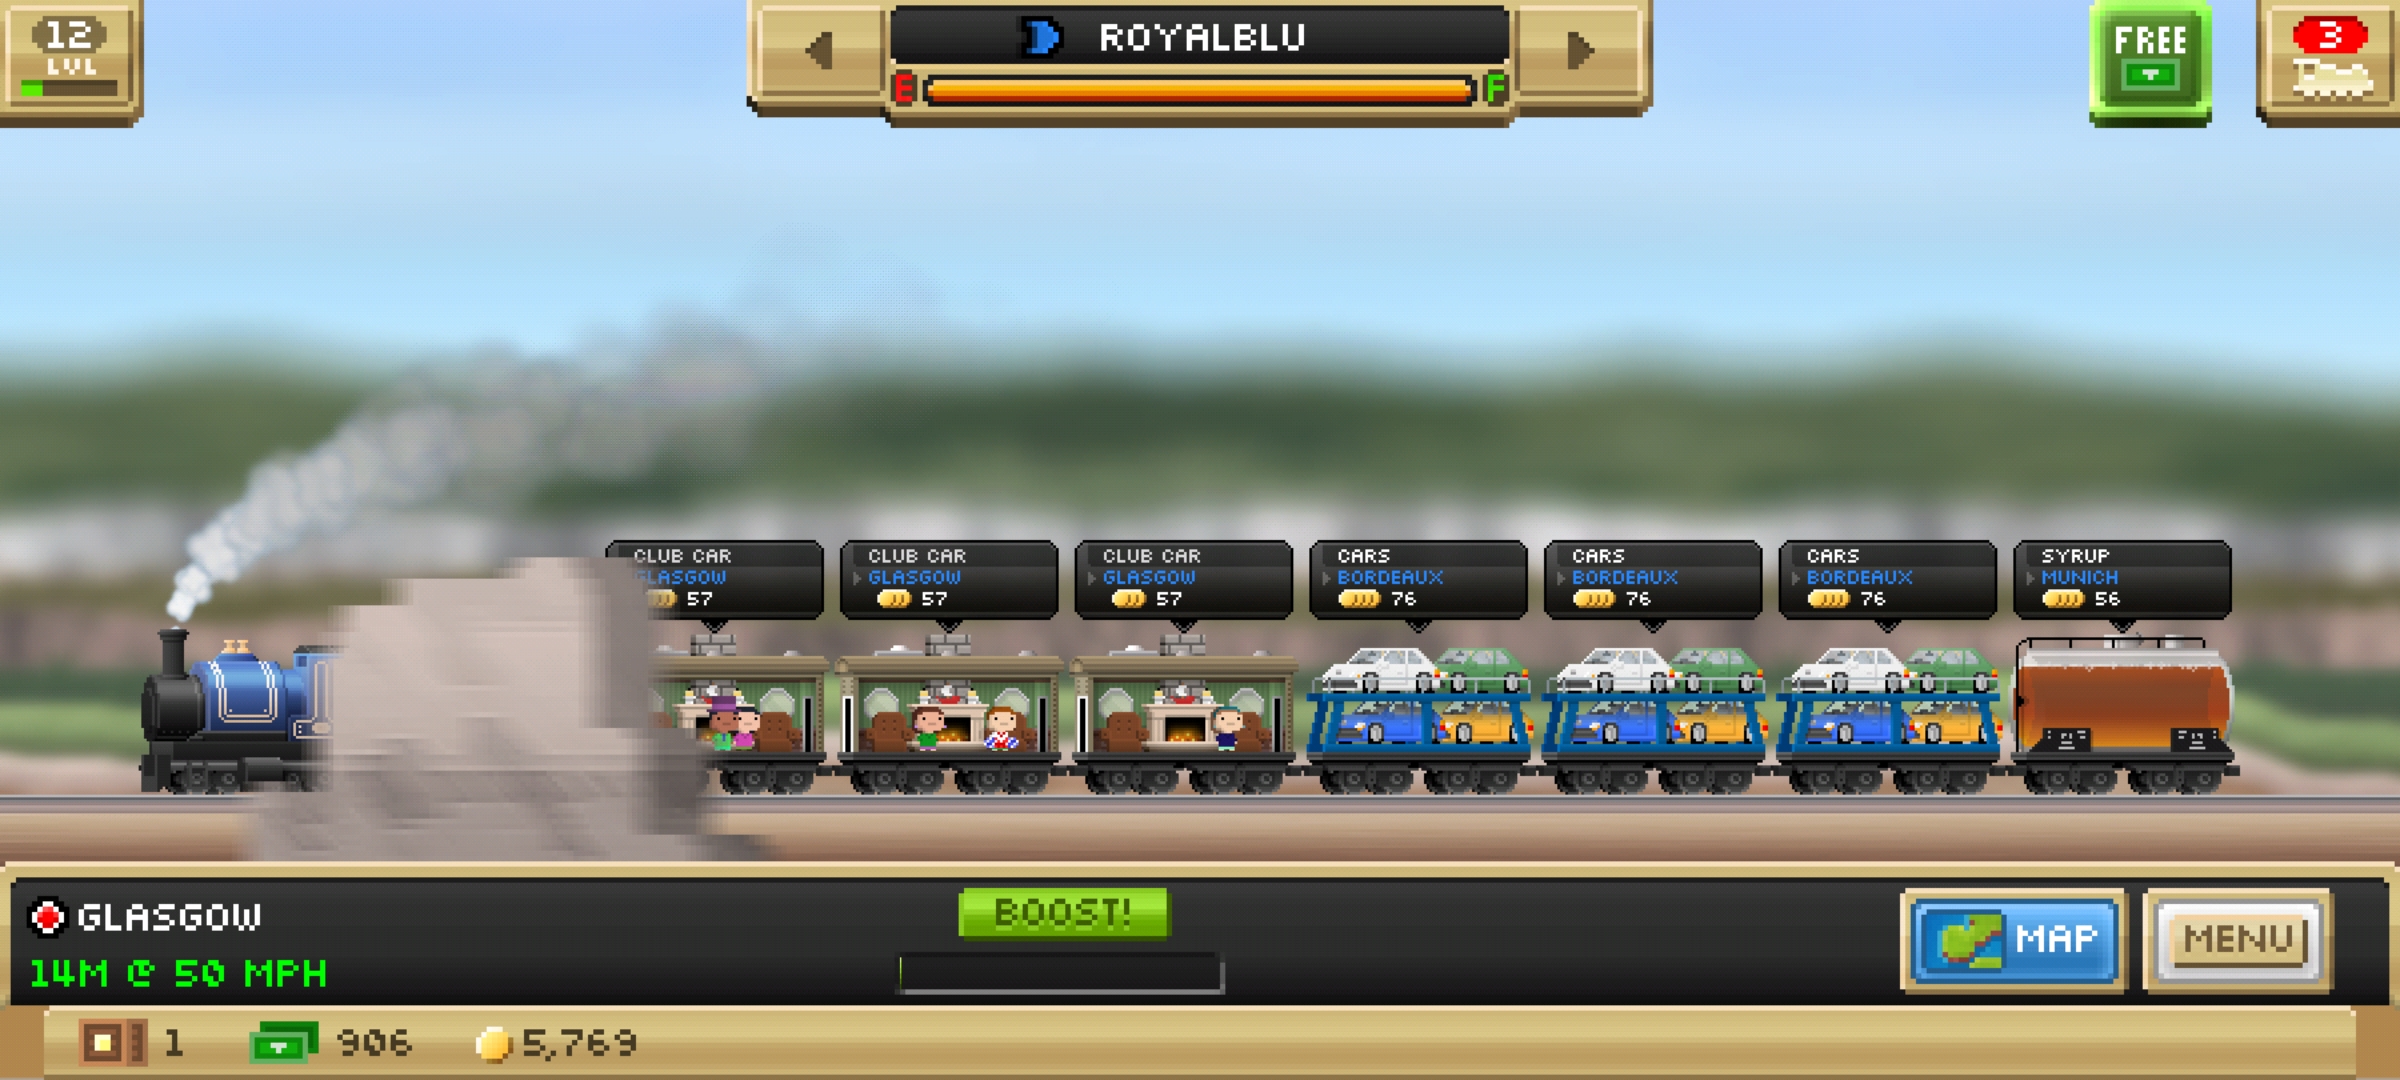 12
LVL
ROYALBLU
E F
FREE
3
CLUB CAR
GLASGOW
57
CLUB CAR
GLASGOW
57
CLUB CAR
GLASGOW
57
CARS
BORDEAUX
76
CARS
BORDEAUX
76
CARS
BORDEAUX
76
SYRUP
MUNICH
56
GLASGOW
14M @ 50 MPH
BOOST!
MAP
MENU
1
906
5,769